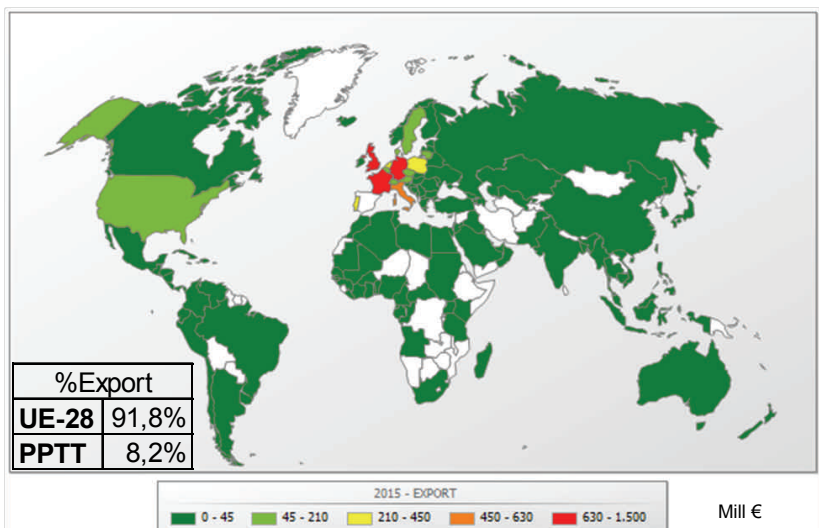 %Export
UE-28 91,8%
PPTT 8,2%
2015 - EXPORT
0 - 45 45 - 210 210 - 450 450 - 630 630 - 1.500
Mill €